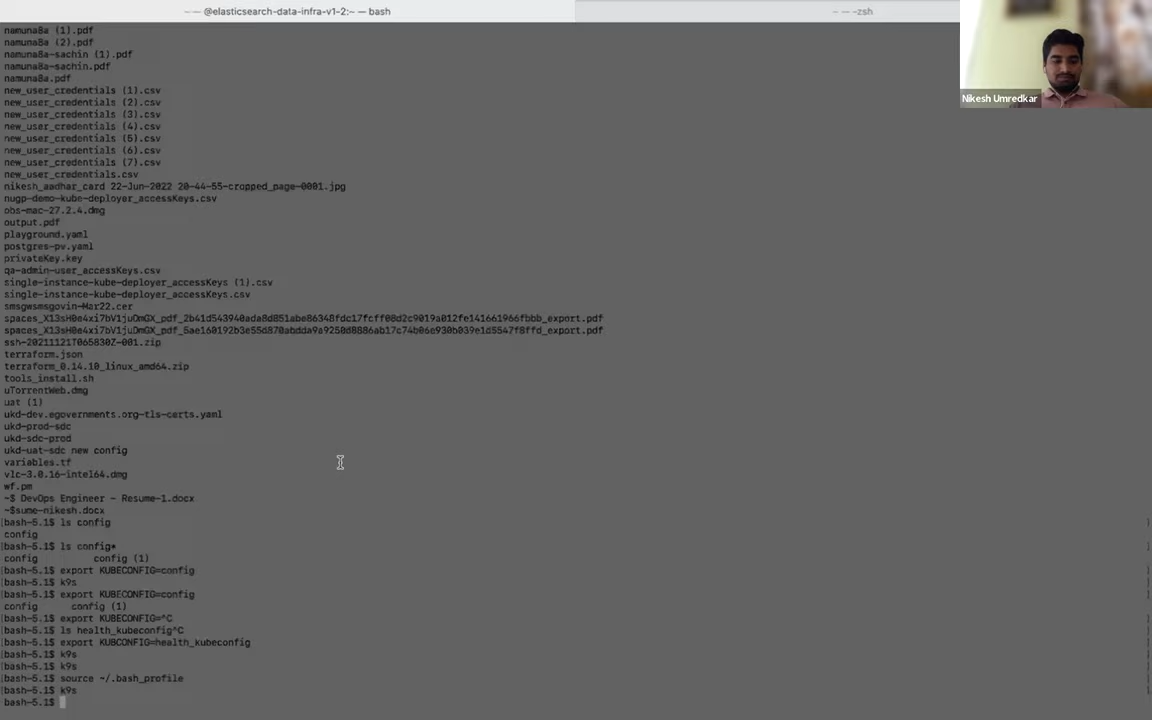 — @elasticsearch-data-infra-v1-2:~ — bash
— -zsh
Nikesh Umredkar
namuna8a (1).pdf
namuna8a (2).pdf
namuna8a-sachin (1).pdf
namuna8a-sachin.pdf
namuna8a.pdf
new_user_credentials (1).csv
new_user_credentials (2).csv
new_user_credentials (3).csv
new_user_credentials (4).csv
new_user_credentials (5).csv
new_user_credentials (6).csv
new_user_credentials (7).csv
new_user_credentials.csv
nikesh_aadhar_card 22-Jun-2022 20-44-55-cropped_page-0001.jpg
nugp-demo-kube-deployer_accessKeys.csv
obs-mac-27.2.4.dmg
output.pdf
playground.yaml
postgres-pv.yaml
privateKey.key
qa-admin-user_accessKeys.csv
single-instance-kube-deployer_accessKeys (1).csv
single-instance-kube-deployer_accessKeys.csv
smsgwsmsgovin-Mar22.cer
ssh-20211121T065830Z-001.zip
terraform.json
terraform_0.14.10_linux_amd64.zip
tools_install.sh
uTorrentWeb.dmg
uat (1)
ukd-dev.egovernments.org-tls-certs.yaml
ukd-prod-sdc
ukd-sdc-prod
ukd-uat-sdc new config
variables.tf
vlc-3.0.16-intel64.dmg
wf.pm
~$ DevOps Engineer - Resume-1.docx
~$sume-nikesh.docx
[bash-5.1$ ls config
config
[bash-5.1$ ls config*
config config (1)
[bash-5.1$ export KUBECONFIG=config
[bash-5.1$ k9s
[bash-5.1$ export KUBECONFIG=config
config config (1)
[bash-5.1$ export KUBECONFIG=^C
[bash-5.1$ ls health_kubeconfig^C
[bash-5.1$ export KUBCONFIG=health_kubeconfig
[bash-5.1$ k9s
[bash-5.1$ k9s
[bash-5.1$ source ~/.bash_profile
[bash-5.1$ k9s
bash-5.1$